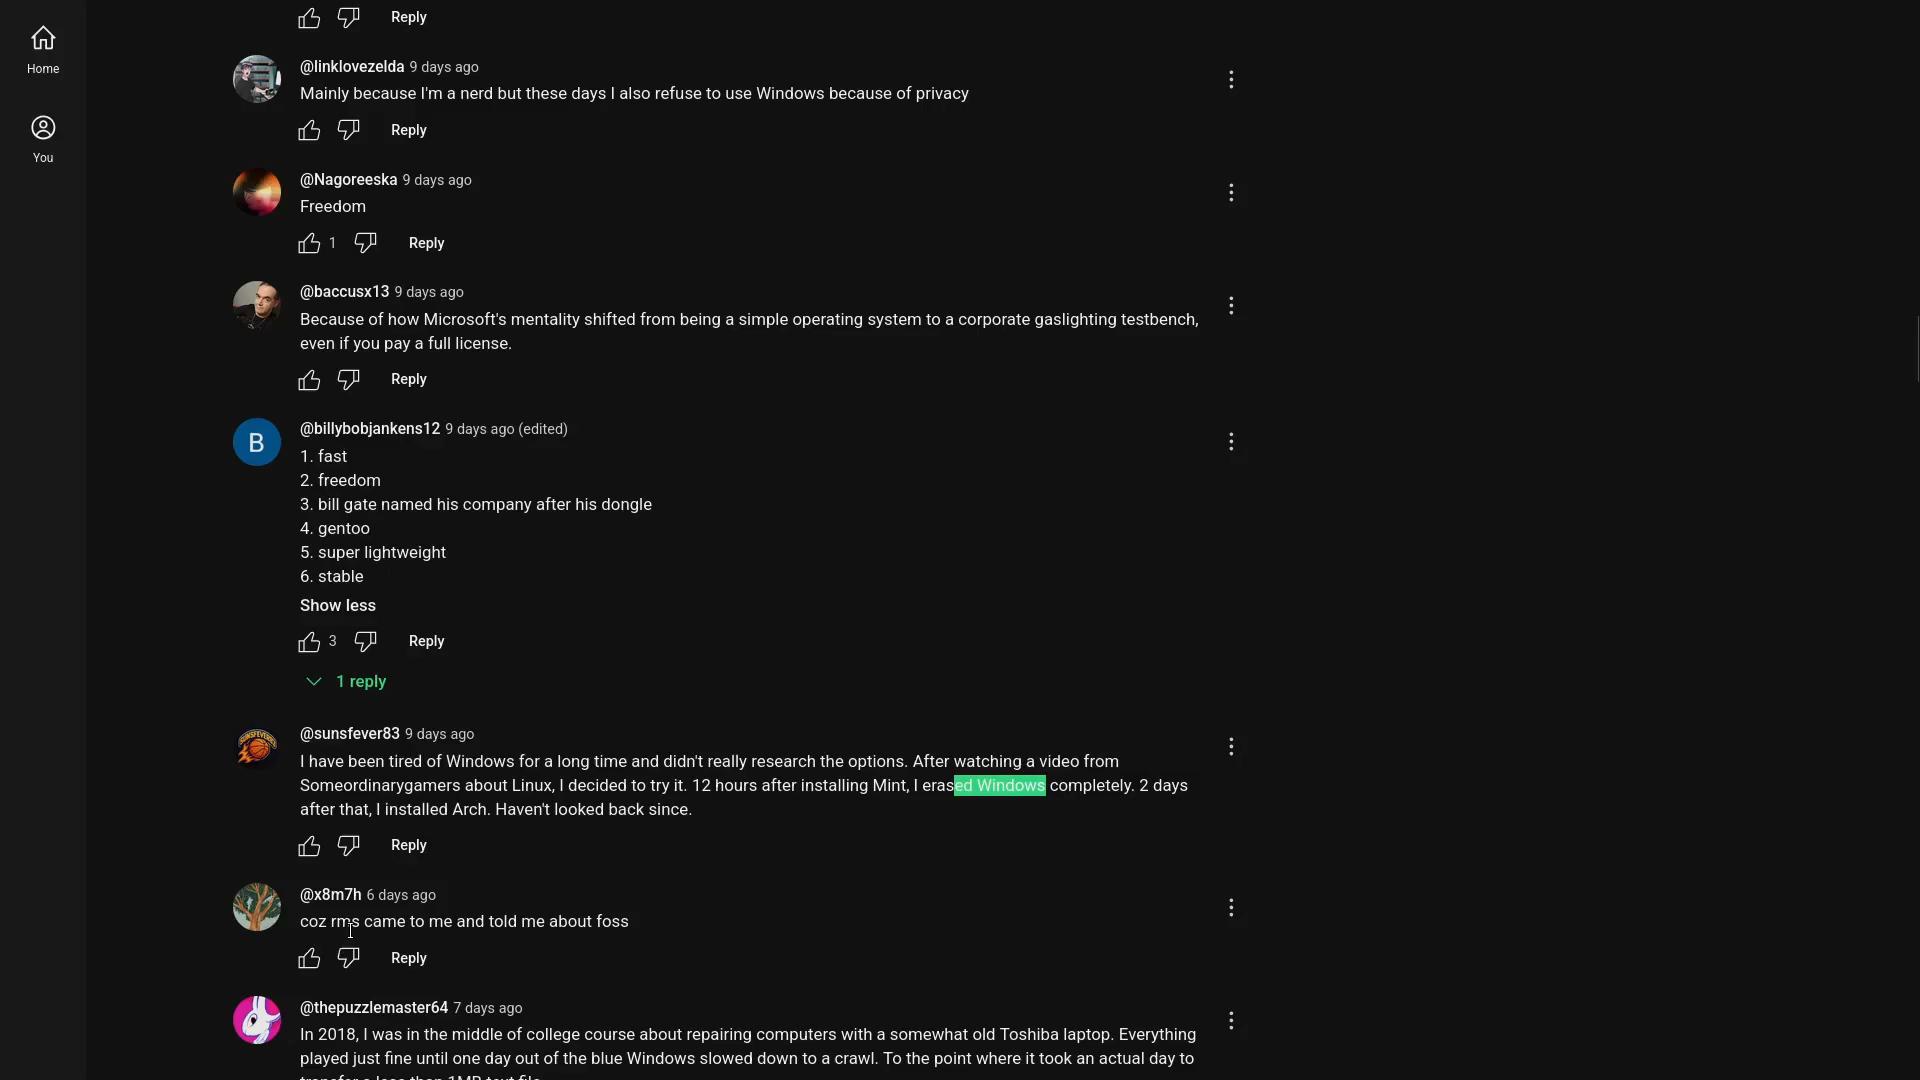 Reply
Home
@linklovezelda 9 days ago
Mainly because I'm a nerd but these days I also refuse to use Windows because of privacy
Reply
You
@Nagoreeska 9 days ago
Freedom
1 Reply
@baccusx13 9 days ago
Because of how Microsoft's mentality shifted from being a simple operating system to a corporate gaslighting testbench,
even if you pay a full license.
Reply
B
@billybobjankens12 9 days ago (edited)
1. fast
2. freedom
3. bill gate named his company after his dongle
4. gentoo
5. super lightweight
6. stable
Show less
3 Reply
1 reply
@sunsfever83 9 days ago
I have been tired of Windows for a long time and didn't really research the options. After watching a video from
Someordinarygamers about Linux, I decided to try it. 12 hours after installing Mint, I erased Windows completely. 2 days
after that, I installed Arch. Haven't looked back since.
Reply
@x8m7h 6 days ago
coz rms came to me and told me about foss
Reply
@thepuzzlemaster64 7 days ago
In 2018, I was in the middle of college course about repairing computers with a somewhat old Toshiba laptop. Everything
played just fine until one day out of the blue Windows slowed down to a crawl. To the point where it took an actual day to
transfer a less than 1MB text file.